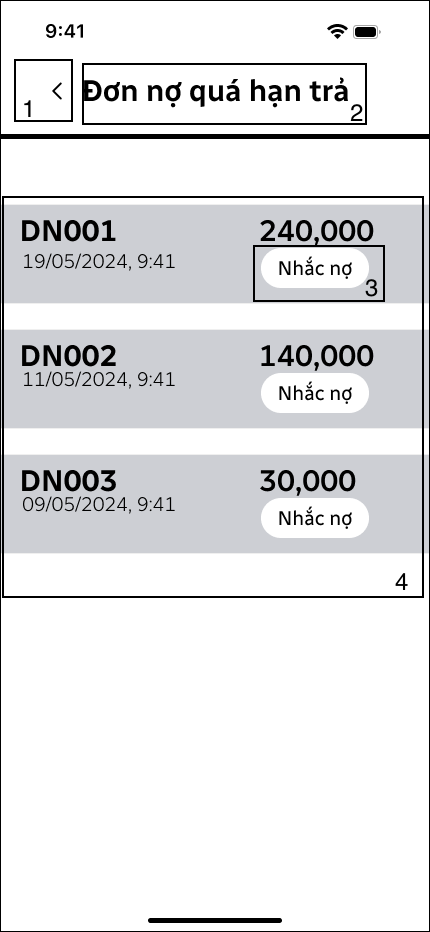 9:41
1 Đơn nợ quá hạn trả 2
DN001 240,000
19/05/2024, 9:41 Nhắc nợ 3
DN002 140,000
11/05/2024, 9:41 Nhắc nợ
DN003 30,000
09/05/2024, 9:41 Nhắc nợ
4